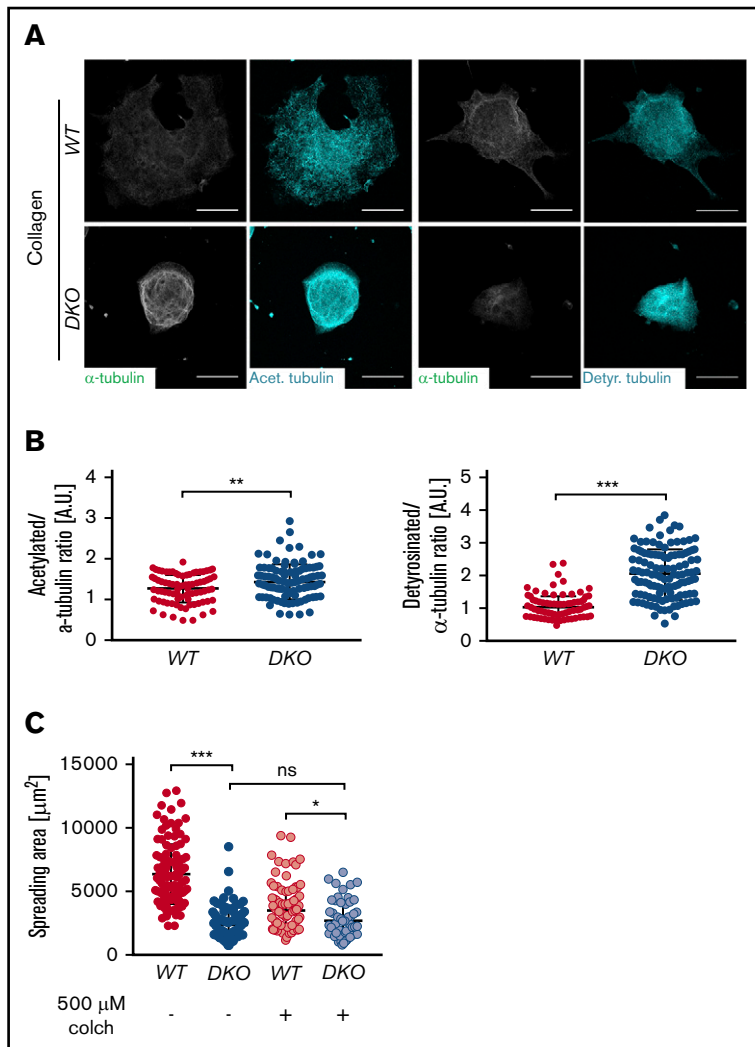 A
Collagen
WT
DKO
α-tubulin
Acet. tubulin
α-tubulin
Detyr. tubulin
B
Acetylated/
a-tubulin ratio [A.U.]
4
3
2
1
0
**
WT
DKO
Detyrosinated/
α-tubulin ratio [A.U.]
5
4
3
2
1
0
***
WT
DKO
C
Spreading area [µm²]
15000
10000
5000
0
***
ns
*
WT
DKO
WT
DKO
500 µM
colch
-
-
+
+